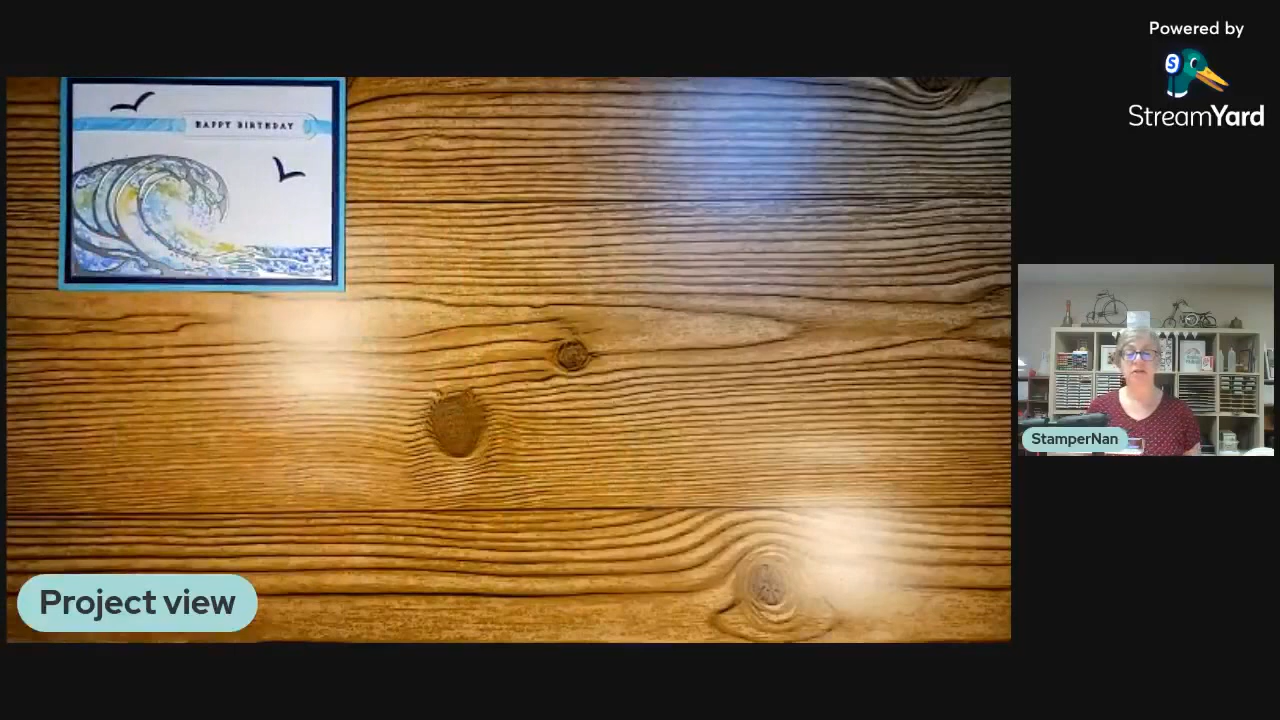 Powered by
S
StreamYard
HAPPY BIRTHDAY
StamperNan
Project view